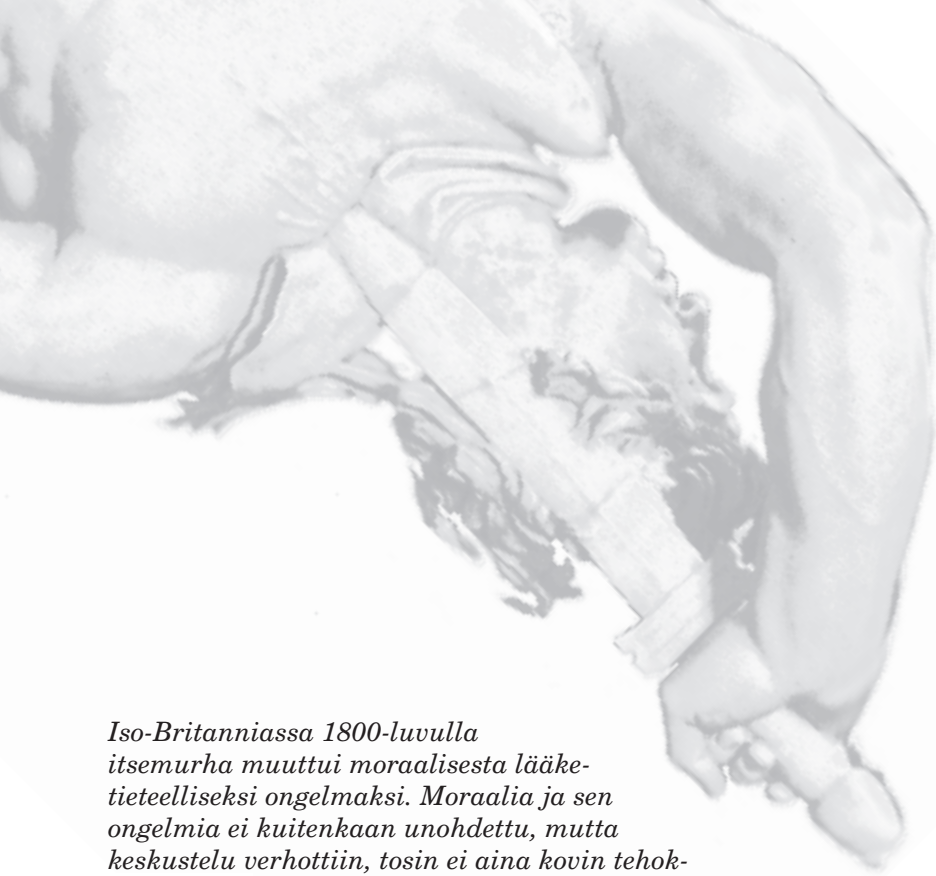 Iso-Britanniassa 1800-luvulla
itsemurha muuttui moraalisesta lääke-
tieteelliseksi ongelmaksi. Moraalia ja sen
ongelmia ei kuitenkaan unohdettu, mutta
keskustelu verhottiin, tosin ei aina kovin tehok-